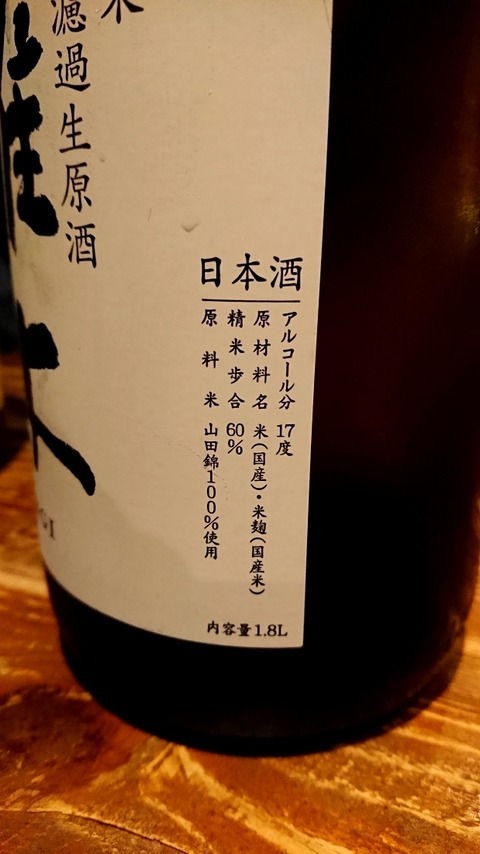 米
濾過生原酒
日本酒
アルコール分 17度
原材料名 米(国産)・米麹(国産米)
精米歩合 60%
原料米 山田錦100%使用
内容量1.8L